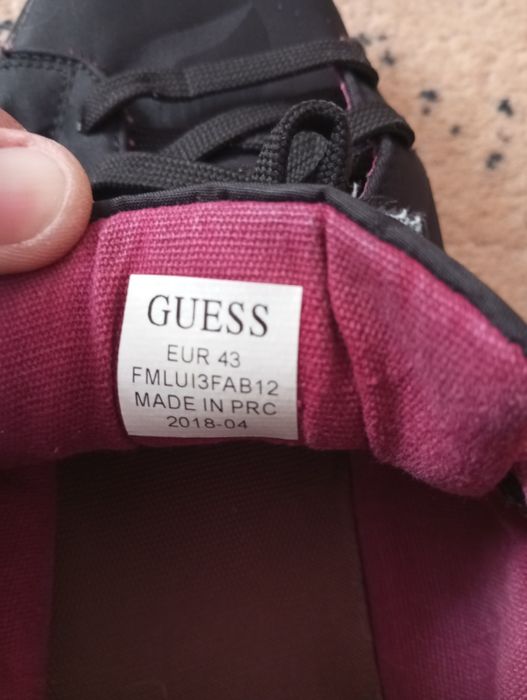 GUESS
EUR 43
FMLUI3FAB12
MADE IN PRC
2018-04